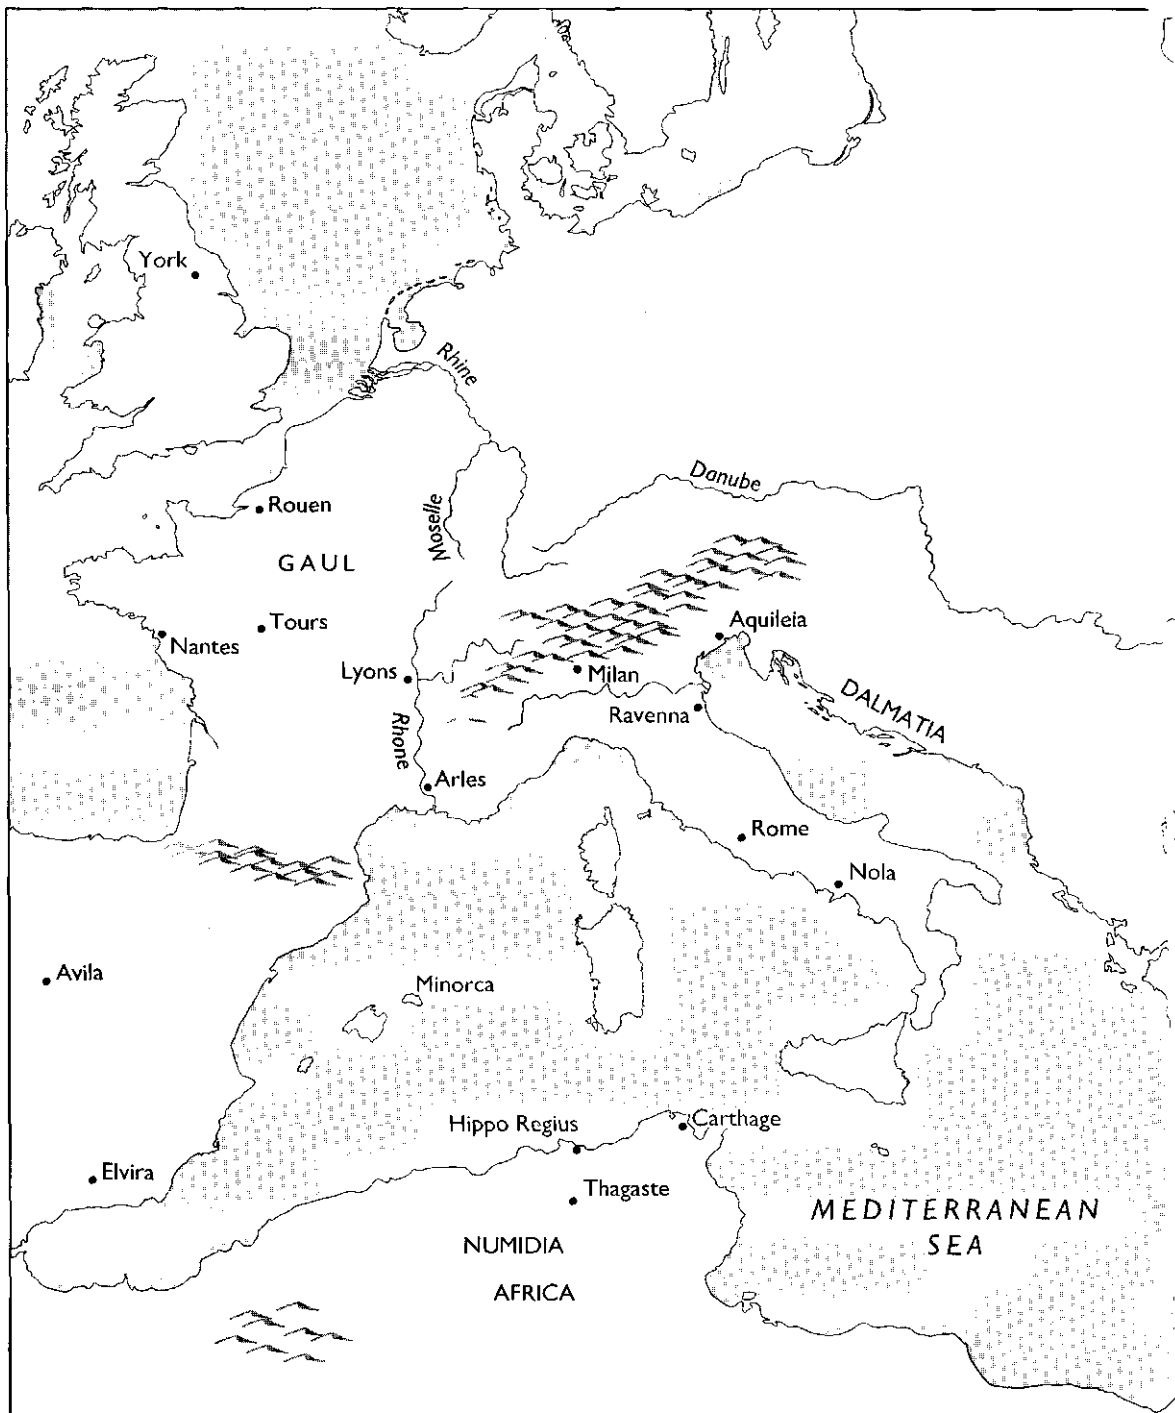 York
Rhine
Danube
Rouen
Moselle
GAUL
Tours
Nantes
Aquileia
Lyons
Milan
DALMATIA
Ravenna
Rhone
Arles
Rome
Nola
Avila
Minorca
Hippo Regius
Carthage
Elvira
Thagaste
MEDITERRANEAN
SEA
NUMIDIA
AFRICA